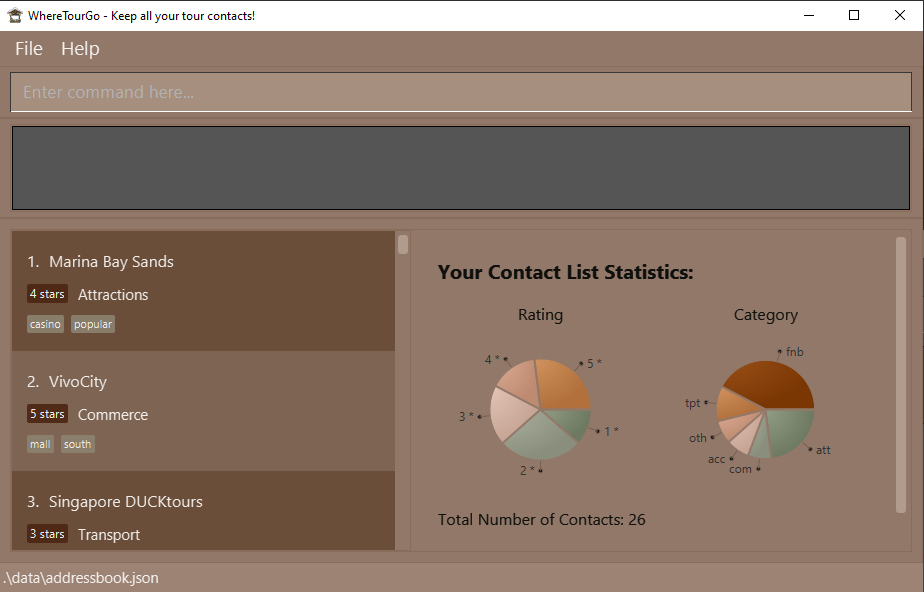 WhereTourGo - Keep all your tour contacts!
File Help
Enter command here...
1. Marina Bay Sands
4 stars Attractions
casino popular
2. VivoCity
5 stars Commerce
mall south
3. Singapore DUCKtours
3 stars Transport
Your Contact List Statistics:
Rating
4 *
5 *
3 *
1 *
2 *
Category
fnb
tpt
oth
acc
com
att
Total Number of Contacts: 26
.\data\addressbook.json